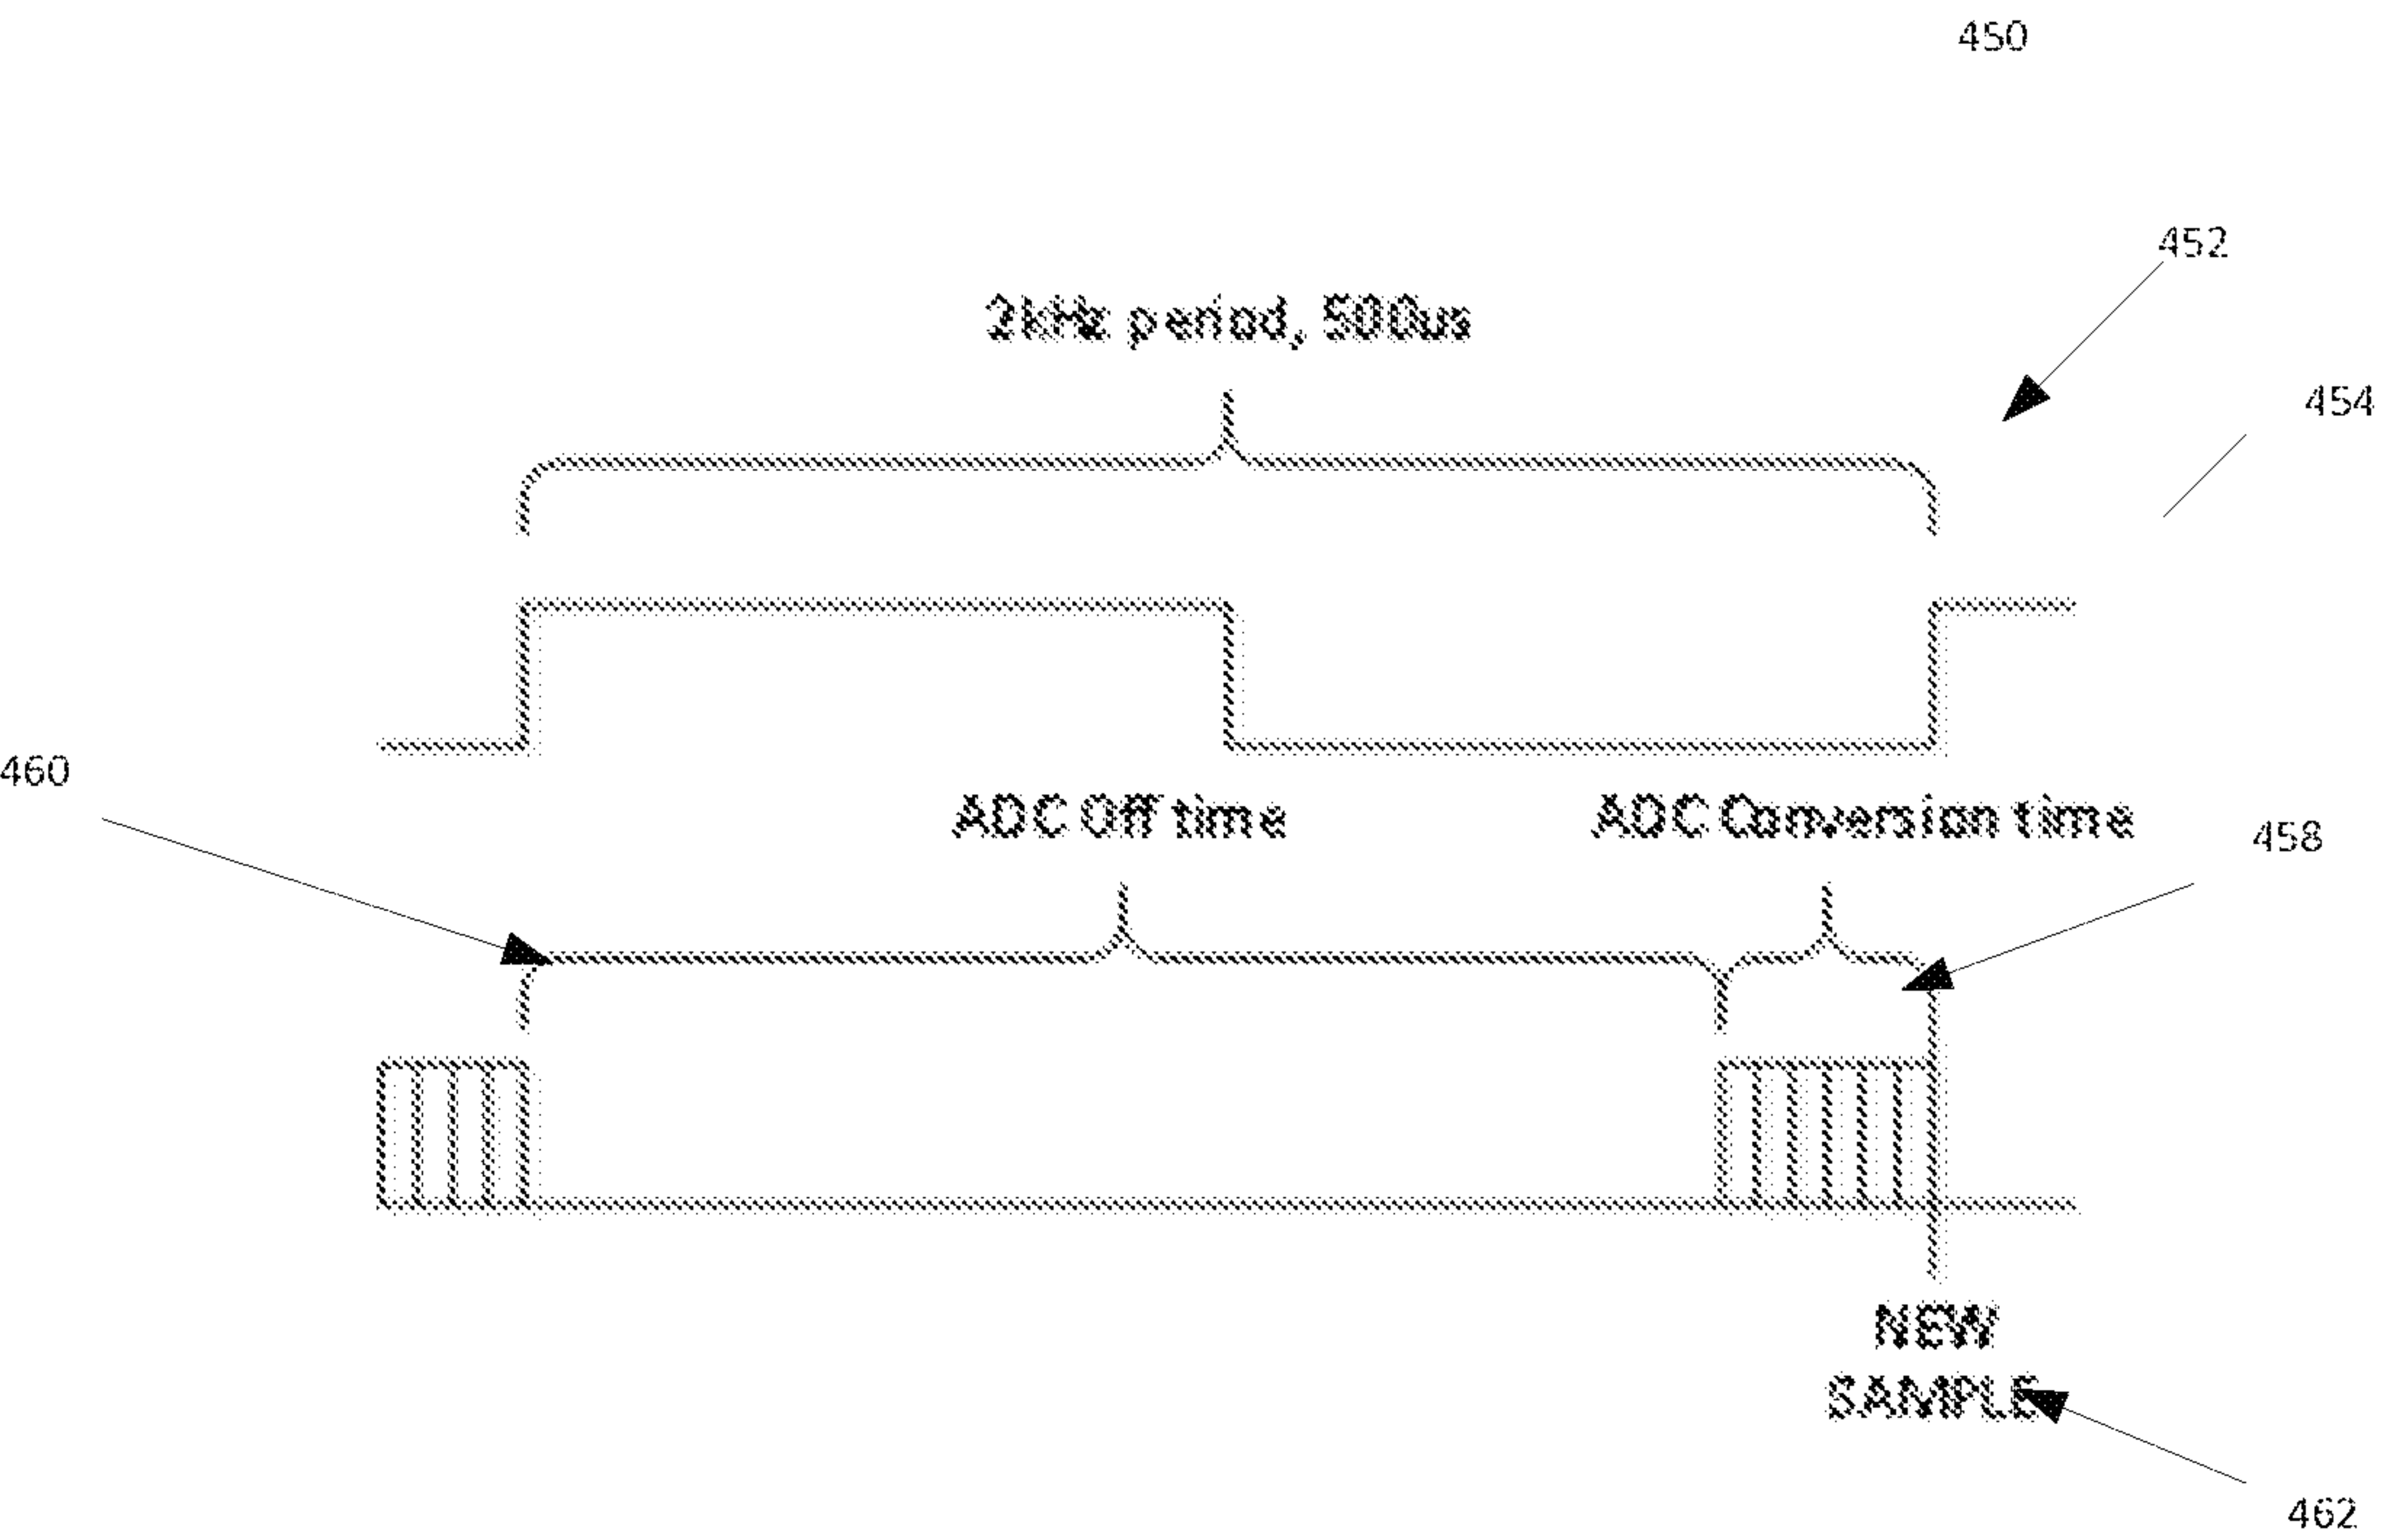 450
452
2kHz period, 500us
454
460
ADC Off time
ADC Conversion time
458
NEW
SAMPLE
462